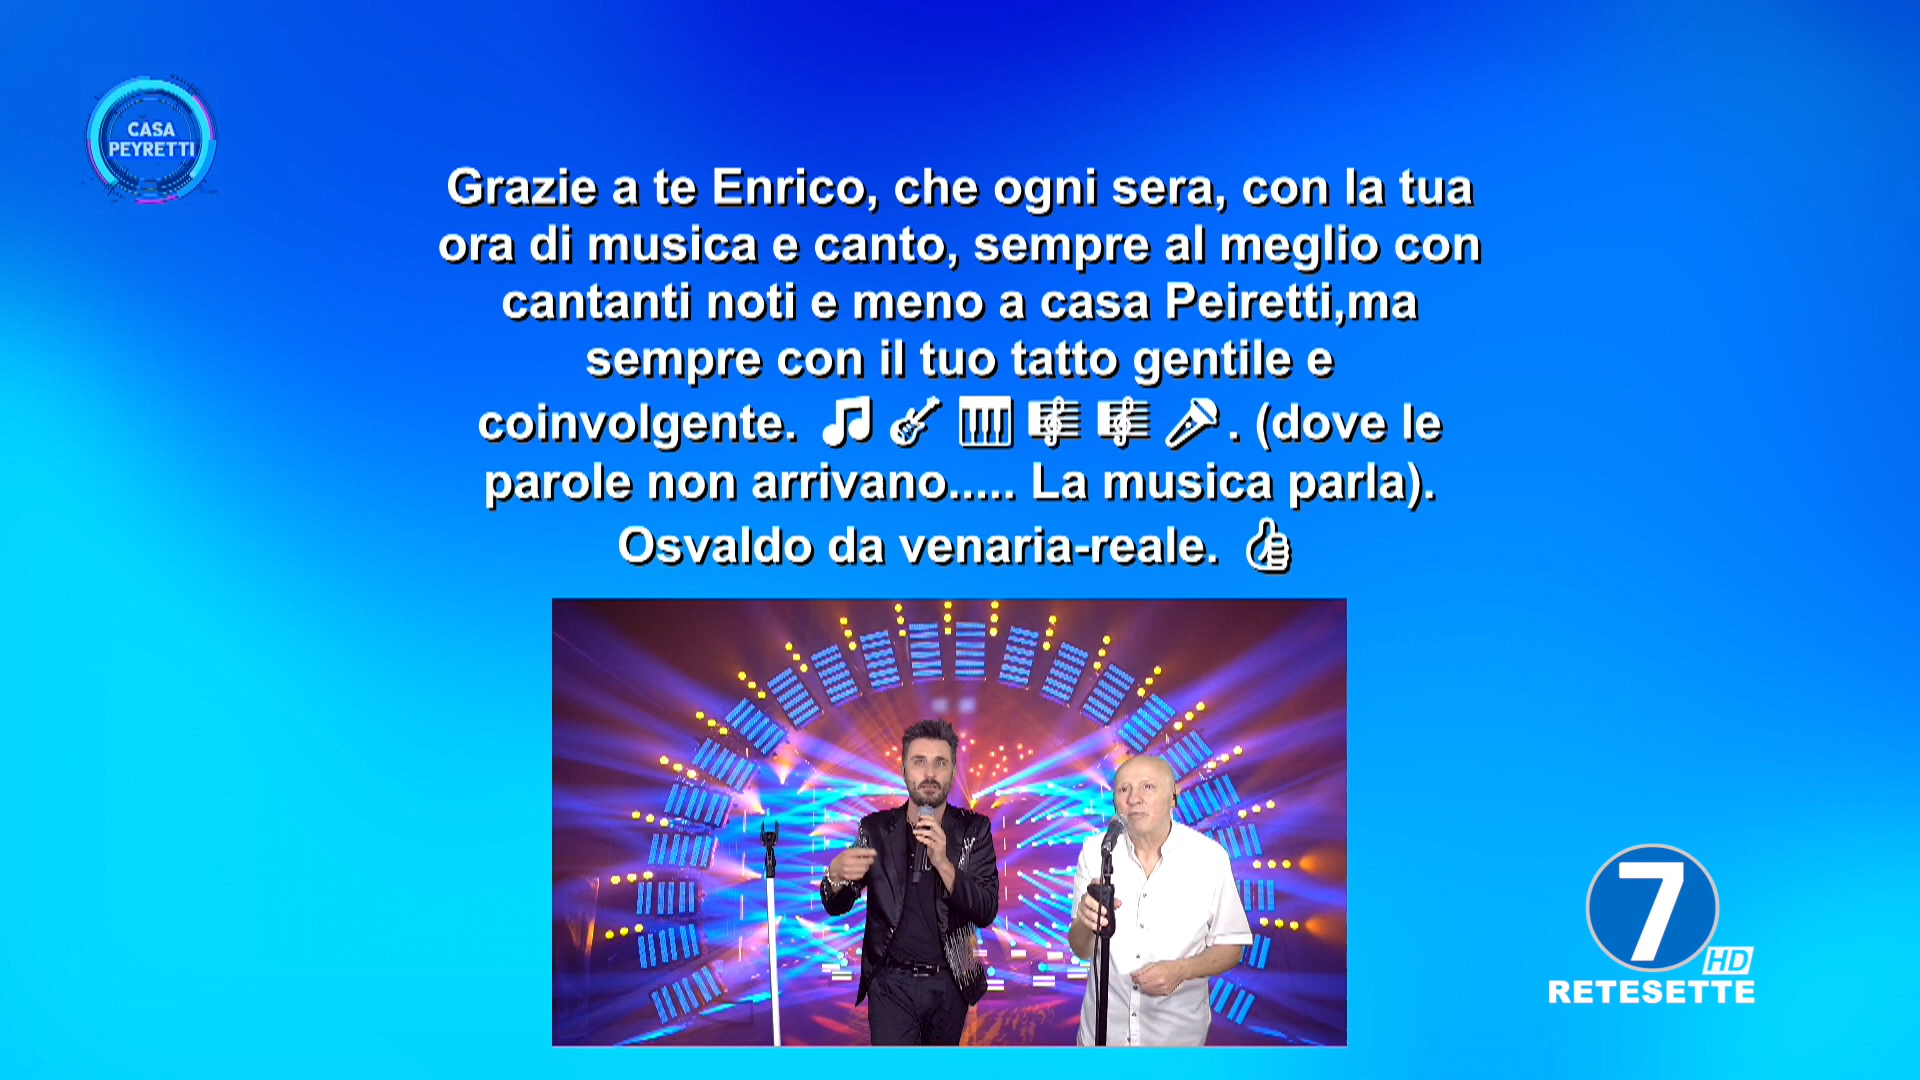 CASA
PEYRETTI
Grazie a te Enrico, che ogni sera, con la tua
ora di musica e canto, sempre al meglio con
cantanti noti e meno a casa Peiretti,ma
sempre con il tuo tatto gentile e
coinvolgente. 🎵 🎸 🎹 🎼 🎼 🎤 . (dove le
parole non arrivano..... La musica parla).
Osvaldo da venaria-reale. 👍
7
HD
RETESETTE